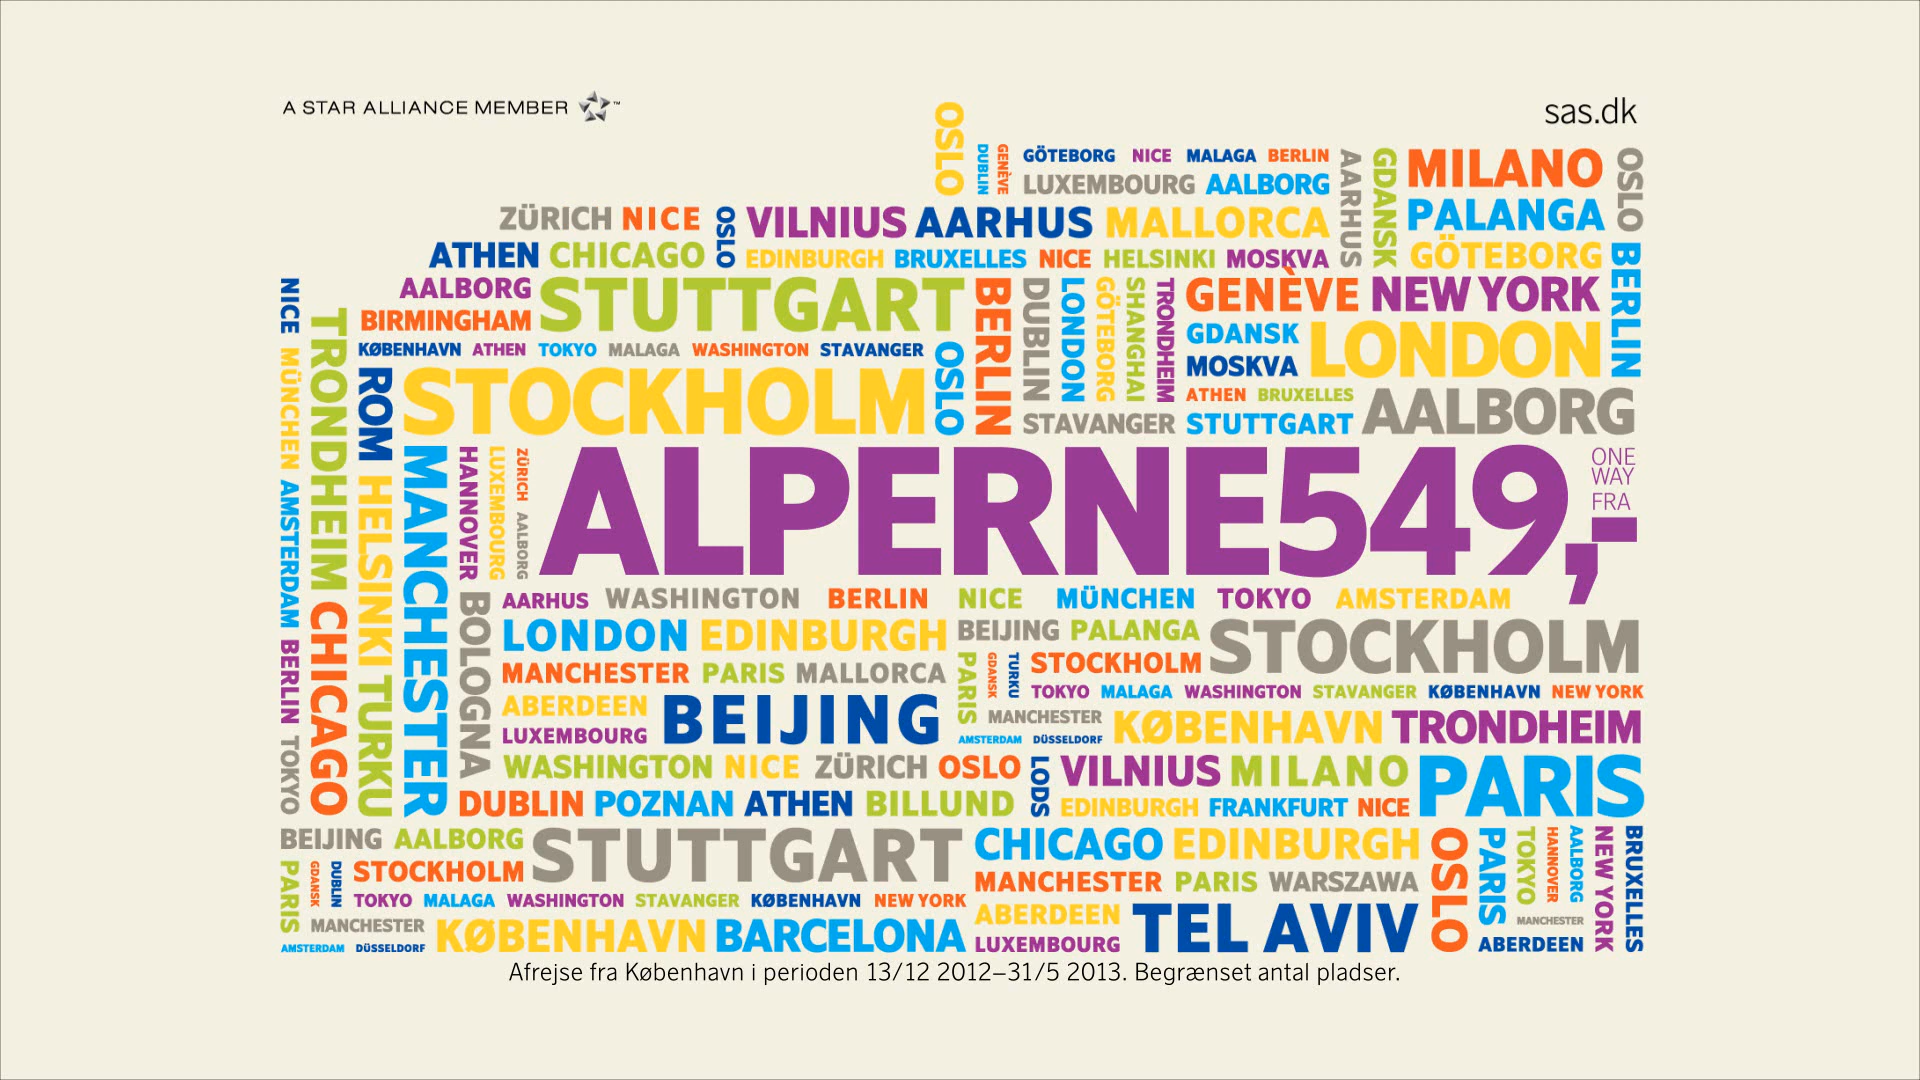 A STAR ALLIANCE MEMBER ™
sas.dk
OSLO
DUBLIN
GENÈVE
GÖTEBORG NICE MALAGA BERLIN
LUXEMBOURG AALBORG
AARHUS
GDANSK
MILANO
PALANGA
GÖTEBORG
OSLO
BERLIN
ZÜRICH NICE
OSLO
VILNIUS AARHUS MALLORCA
ATHEN CHICAGO
EDINBURGH BRUXELLES NICE HELSINKI MOSKVA
AALBORG
BIRMINGHAM
STUTTGART
BERLIN
DUBLIN
LONDON
GÖTEBORG
SHANGHAI
TRONDHEIM
GENÈVE NEW YORK
GDANSK
MOSKVA
LONDON
NICE
MÜNCHEN
AMSTERDAM
BERLIN
TOKYO
TRONDHEIM
CHICAGO
KØBENHAVN ATHEN TOKYO MALAGA WASHINGTON STAVANGER
ROM
HELSINKI
TURKU
STOCKHOLM
OSLO
STAVANGER
ATHEN BRUXELLES
STUTTGART
AALBORG
MANCHESTER
HANNOVER
LUXEMBOURG
ZÜRICH
AALBORG
ALPERNE549,-
ONE
WAY
FRA
BOLOGNA
AARHUS WASHINGTON BERLIN NICE MÜNCHEN TOKYO AMSTERDAM
LONDON EDINBURGH
BEIJING PALANGA
STOCKHOLM
MANCHESTER PARIS MALLORCA
PARIS
GDANSK
TURKU
STOCKHOLM
TOKYO MALAGA WASHINGTON STAVANGER KØBENHAVN NEW YORK
ABERDEEN
LUXEMBOURG
BEIJING
MANCHESTER
AMSTERDAM DÜSSELDORF
KØBENHAVN TRONDHEIM
WASHINGTON NICE ZÜRICH OSLO
LODS
VILNIUS MILANO
PARIS
DUBLIN POZNAN ATHEN BILLUND
EDINBURGH FRANKFURT NICE
BEIJING AALBORG
STUTTGART
CHICAGO EDINBURGH
OSLO
PARIS
TOKYO
HANNOVER
AALBORG
NEW YORK
BRUXELLES
PARIS
GDANSK
DUBLIN
STOCKHOLM
MANCHESTER PARIS WARSZAWA
TOKYO MALAGA WASHINGTON STAVANGER KØBENHAVN NEW YORK
ABERDEEN
LUXEMBOURG
TEL AVIV
MANCHESTER
ABERDEEN
MANCHESTER
AMSTERDAM DÜSSELDORF
KØBENHAVN BARCELONA
Afrejse fra København i perioden 13/12 2012–31/5 2013. Begrænset antal pladser.